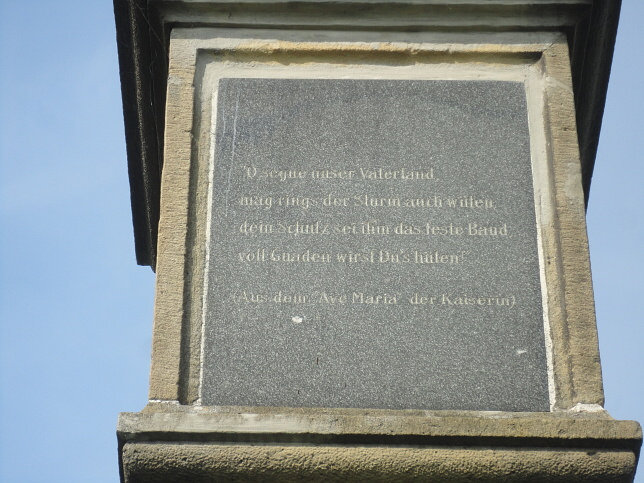 "O segne unser Vaterland,
mag rings der Sturm auch wüten,
dein Schutz sei ihm das feste Band
voll Gnaden wirst Du's hüten!"
(Aus dem "Ave Maria" der Kaiserin)